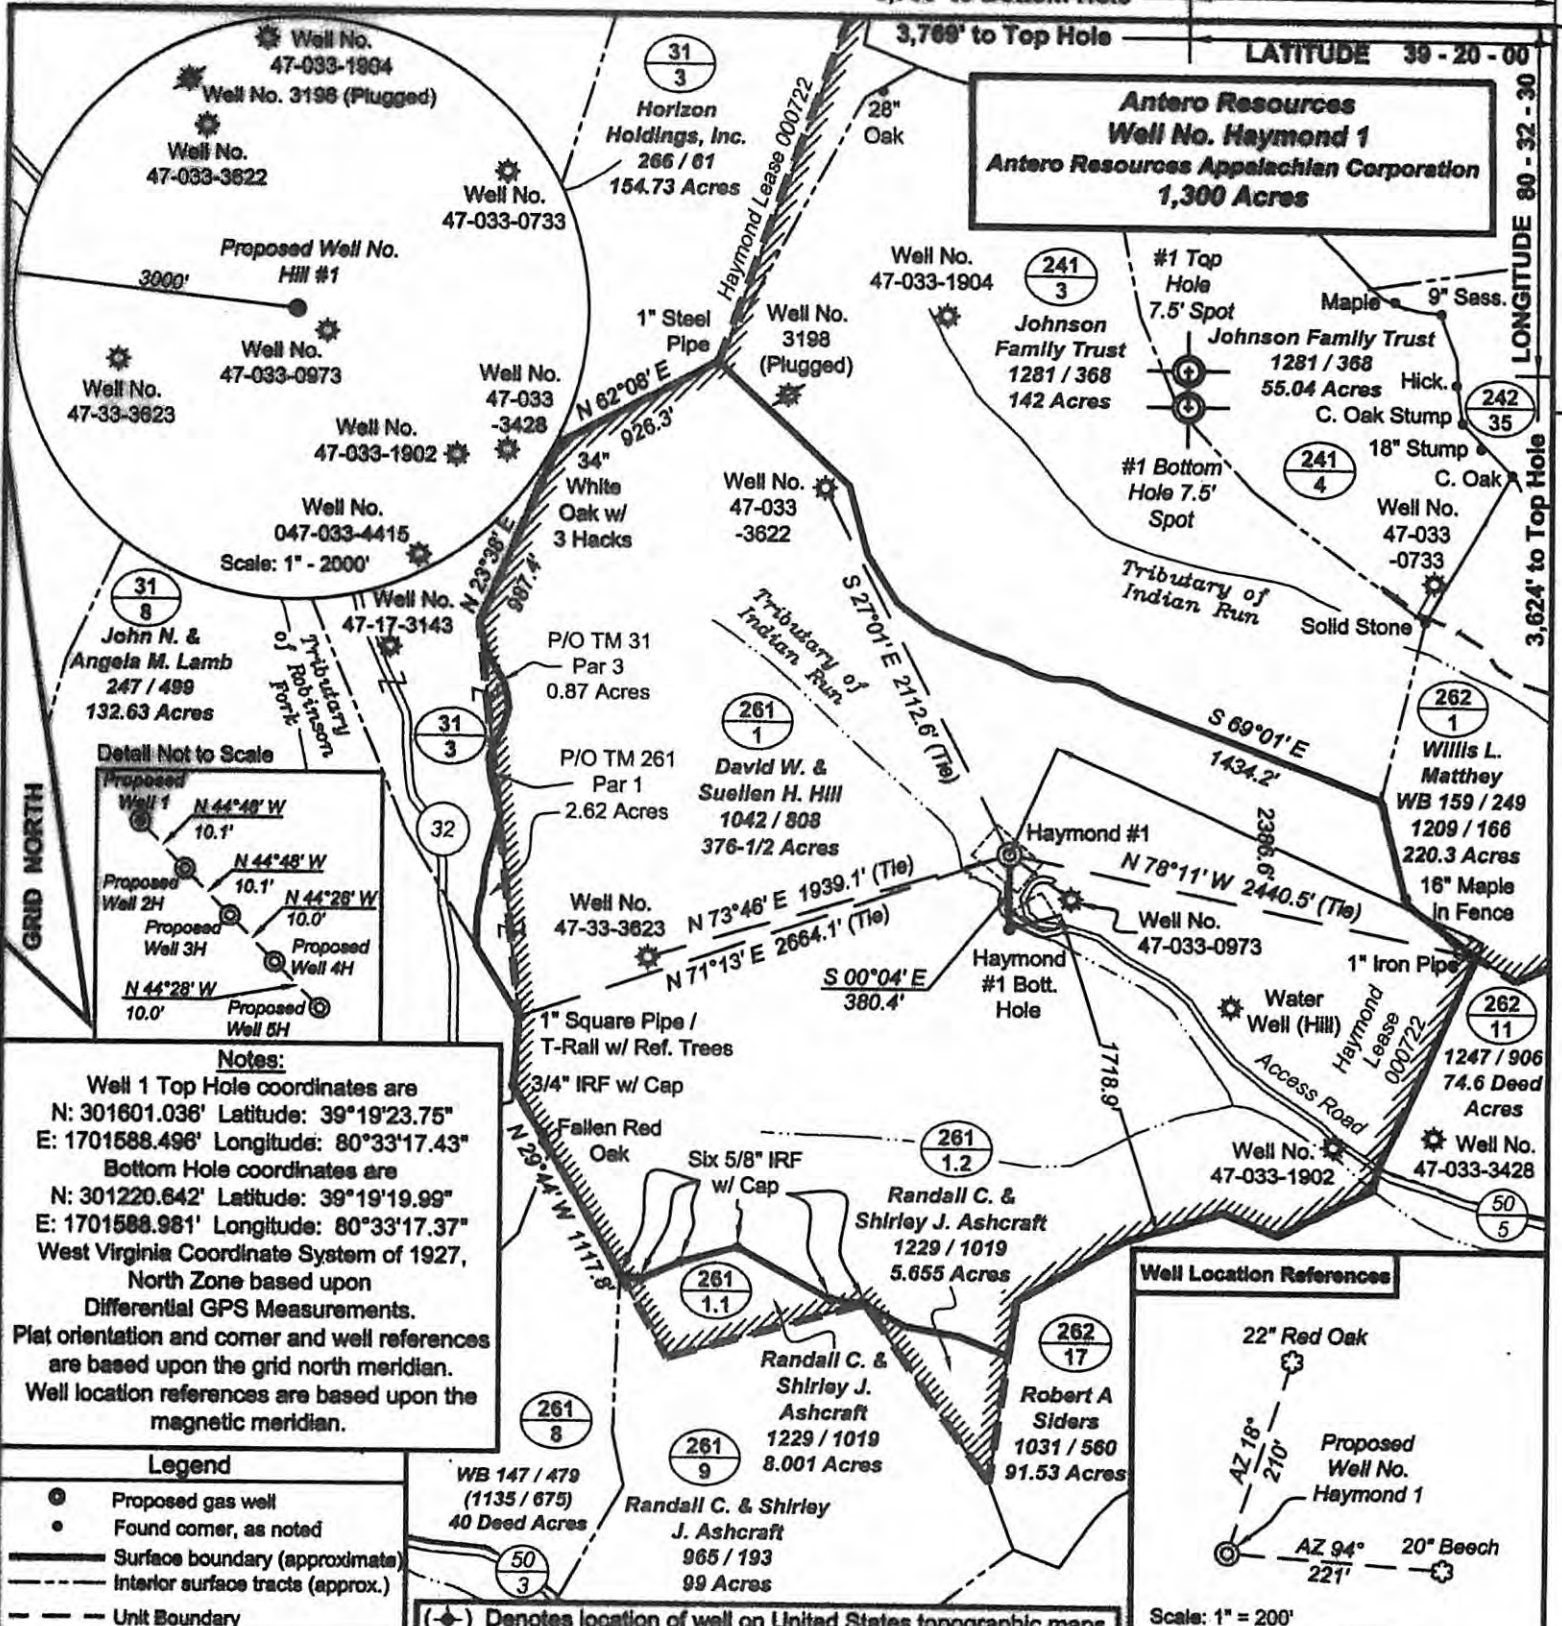 3,769' to Top Hole
LATITUDE 39 - 20 - 00
LONGITUDE 80 - 32 - 30
3,624' to Top Hole
Antero Resources
Well No. Haymond 1
Antero Resources Appalachian Corporation
1,300 Acres
Well No.
47-033-1904
Well No. 3198 (Plugged)
Well No.
47-033-3622
Well No.
47-033-0733
Proposed Well No.
Hill #1
3000'
Well No.
47-033-0973
Well No.
47-33-3623
Well No.
47-033
-3428
Well No.
47-033-1902
Well No.
047-033-4415
Scale: 1" - 2000'
31
3
Horizon
Holdings, Inc.
266 / 61
154.73 Acres
Haymond Lease 000722
28"
Oak
Well No.
47-033-1904
241
3
Johnson
Family Trust
1281 / 368
142 Acres
#1 Top
Hole
7.5' Spot
#1 Bottom
Hole 7.5'
Spot
Maple
9" Sass.
Johnson Family Trust
1281 / 368
55.04 Acres
Hick.
C. Oak Stump
242
35
18" Stump
C. Oak
241
4
Well No.
47-033
-0733
Solid Stone
Tributary of
Indian Run
1" Steel
Pipe
Well No.
3198
(Plugged)
N 62°08' E
926.3'
34"
White
Oak w/
3 Hacks
N 23°38' E
987.4'
Well No.
47-033
-3622
S 27°01' E 2112.6' (Tie)
Tributary of
Indian Run
31
8
John N. &
Angela M. Lamb
247 / 499
132.63 Acres
Tributary
of Robinson
Fork
Well No.
47-17-3143
P/O TM 31
Par 3
0.87 Acres
31
3
P/O TM 261
Par 1
2.62 Acres
32
261
1
David W. &
Suellen H. Hill
1042 / 808
376-1/2 Acres
S 69°01' E
1434.2'
262
1
Willis L.
Matthey
WB 159 / 249
1209 / 166
220.3 Acres
16" Maple
in Fence
1" Iron Pipe
2386.6'
Haymond #1
N 78°11' W 2440.5' (Tie)
Well No.
47-033-0973
Well No.
47-33-3623
N 73°46' E 1939.1' (Tie)
N 71°13' E 2664.1' (Tie)
S 00°04' E
380.4'
Haymond
#1 Bott.
Hole
Water
Well (Hill)
Haymond
Lease
000722
262
11
1247 / 906
74.6 Deed
Acres
Access Road
1718.9'
Well No.
47-033-1902
Well No.
47-033-3428
50
5
GRID NORTH
Detail Not to Scale
Proposed
Well 1
N 44°48' W
10.1'
Proposed
Well 2H
N 44°48' W
10.1'
Proposed
Well 3H
N 44°26' W
10.0'
Proposed
Well 4H
N 44°28' W
10.0'
Proposed
Well 5H
1" Square Pipe /
T-Rail w/ Ref. Trees
3/4" IRF w/ Cap
Fallen Red
Oak
N 29°44' W 1117.8'
Six 5/8" IRF
w/ Cap
261
1.2
Randall C. &
Shirley J. Ashcraft
1229 / 1019
5.655 Acres
261
1.1
Randall C. &
Shirley J.
Ashcraft
1229 / 1019
8.001 Acres
262
17
Robert A
Siders
1031 / 560
91.53 Acres
261
8
WB 147 / 479
(1135 / 675)
40 Deed Acres
261
9
Randall C. & Shirley
J. Ashcraft
965 / 193
99 Acres
50
3
Notes:
Well 1 Top Hole coordinates are
N: 301601.036' Latitude: 39°19'23.75"
E: 1701588.496' Longitude: 80°33'17.43"
Bottom Hole coordinates are
N: 301220.642' Latitude: 39°19'19.99"
E: 1701588.981' Longitude: 80°33'17.37"
West Virginia Coordinate System of 1927,
North Zone based upon
Differential GPS Measurements.
Plat orientation and corner and well references
are based upon the grid north meridian.
Well location references are based upon the
magnetic meridian.
Legend
Proposed gas well
Found corner, as noted
Surface boundary (approximate)
Interior surface tracts (approx.)
Unit Boundary
Well Location References
22" Red Oak
AZ 18°
210'
Proposed
Well No.
Haymond 1
AZ 94°
221'
20" Beech
Scale: 1" = 200'
( ) Denotes location of well on United States topographic maps